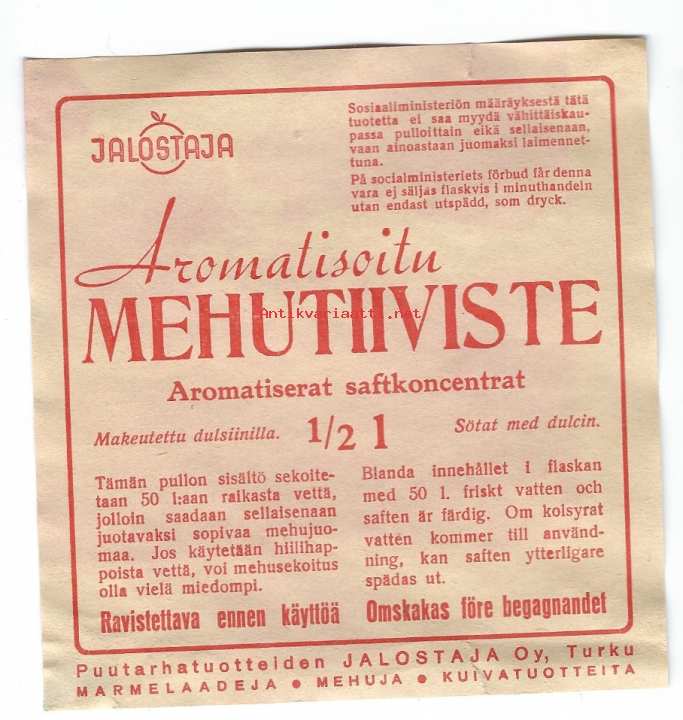 JALOSTAJA
Sosiaaliministeriön määräyksestä tätä
tuotetta ei saa myydä vähittäiskau-
passa pulloittain eikä sellaisenaan,
vaan ainoastaan juomaksi laimennet-
tuna.
På socialministeriets förbud får denna
vara ej säljas flaskvis i minuthandeln
utan endast utspädd, som dryck.
Aromatisoitu
MEHUTIIVISTE
Antikvariaatti.net
Aromatiserat saftkoncentrat
Makeutettu dulsiinilla.
1/2 l
Sötat med dulcin.
Tämän pullon sisältö sekoite-
taan 50 l:aan raikasta vettä,
jolloin saadaan sellaisenaan
juotavaksi sopivaa mehujuo-
maa. Jos käytetään hiilihap-
poista vettä, voi mehusekoitus
olla vielä miedompi.
Ravistettava ennen käyttöä
Blanda innehållet i flaskan
med 50 l. friskt vatten och
saften är färdig. Om kolsyrat
vatten kommer till använd-
ning, kan saften ytterligare
spädas ut.
Omskakas före begagnandet
Puutarhatuotteiden JALOSTAJA Oy, Turku
MARMELAADEJA • MEHUJA • KUIVATUOTTEITA